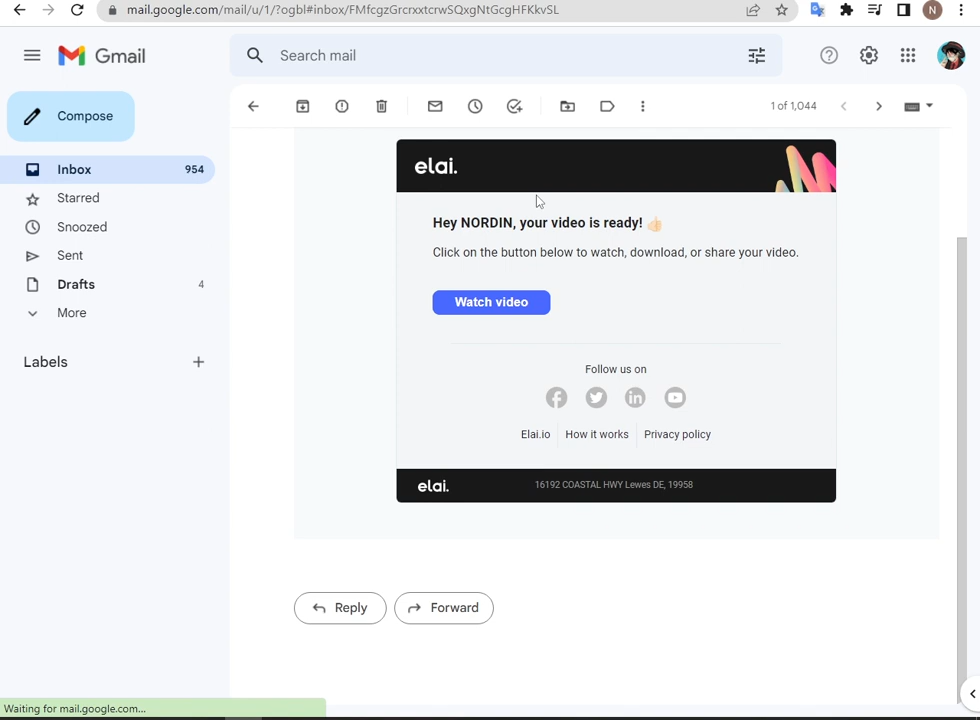 mail.google.com/mail/u/1/?ogbl#inbox/FMfcgzGrcrxxtcrwSQxgNtGcgHFKkvSL
N
Gmail
Search mail
Compose
1 of 1,044
Inbox 954
Starred
Snoozed
Sent
Drafts 4
More
Labels
elai.
Hey NORDIN, your video is ready! 👍🏻
Click on the button below to watch, download, or share your video.
Watch video
Follow us on
Elai.io How it works Privacy policy
elai. 16192 COASTAL HWY Lewes DE, 19958
Reply Forward
Waiting for mail.google.com...